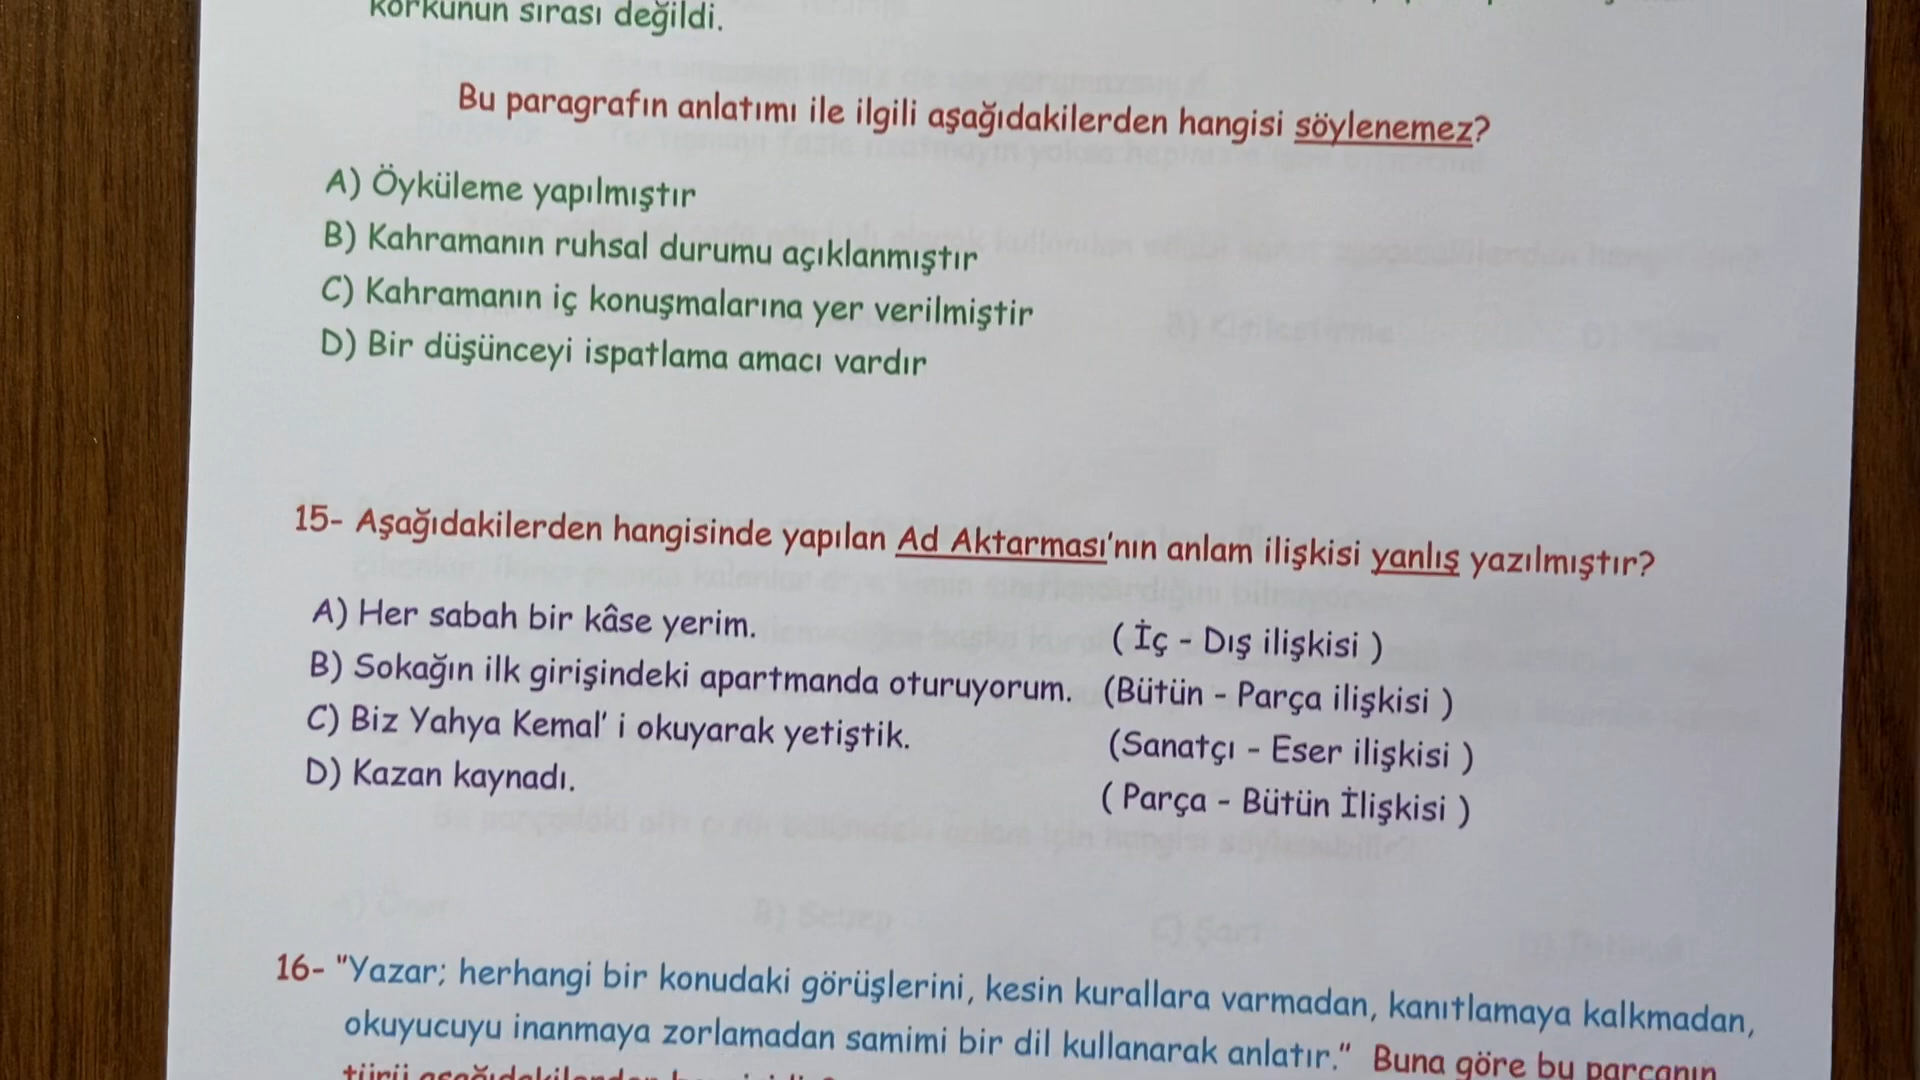 korkunun sırası değildi.
Bu paragrafın anlatımı ile ilgili aşağıdakilerden hangisi söylenemez?
A) Öyküleme yapılmıştır
B) Kahramanın ruhsal durumu açıklanmıştır
C) Kahramanın iç konuşmalarına yer verilmiştir
D) Bir düşünceyi ispatlama amacı vardır
15- Aşağıdakilerden hangisinde yapılan Ad Aktarması'nın anlam ilişkisi yanlış yazılmıştır?
A) Her sabah bir kâse yerim. ( İç - Dış ilişkisi )
B) Sokağın ilk girişindeki apartmanda oturuyorum. (Bütün - Parça ilişkisi )
C) Biz Yahya Kemal' i okuyarak yetiştik. (Sanatçı - Eser ilişkisi )
D) Kazan kaynadı. ( Parça - Bütün İlişkisi )
16- "Yazar; herhangi bir konudaki görüşlerini, kesin kurallara varmadan, kanıtlamaya kalkmadan,
okuyucuyu inanmaya zorlamadan samimi bir dil kullanarak anlatır." Buna göre bu parçanın
türü aşağıdakilerden